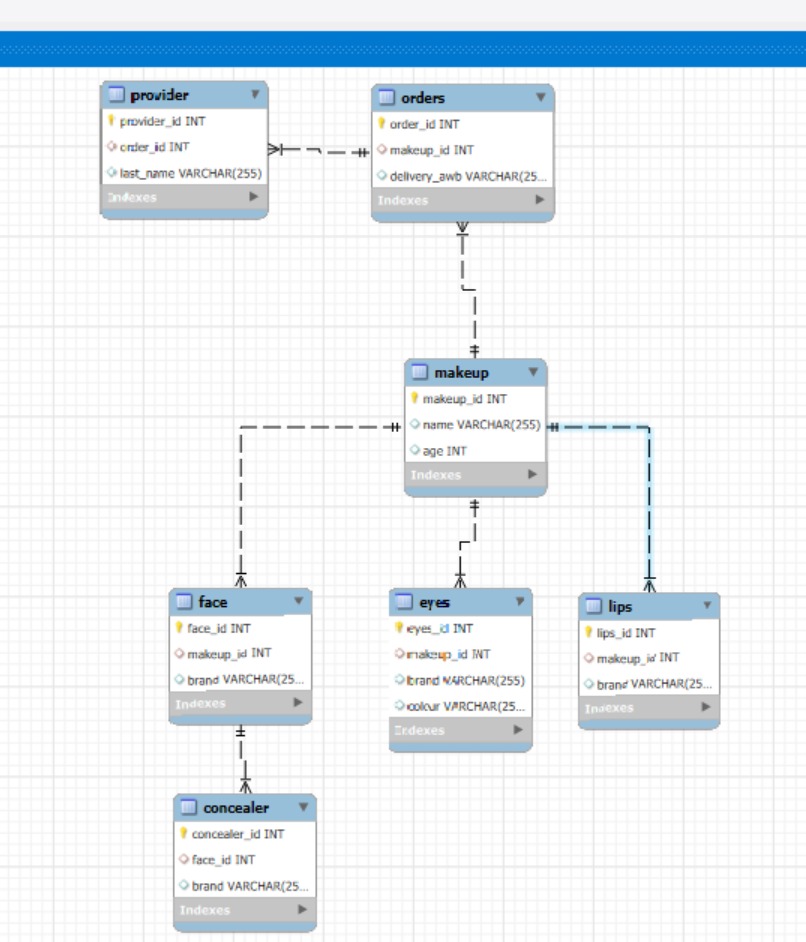 provider
provider_id INT
order_id INT
last_name VARCHAR(255)
Indexes
orders
order_id INT
makeup_id INT
delivery_awb VARCHAR(25...
Indexes
makeup
makeup_id INT
name VARCHAR(255)
age INT
Indexes
face
face_id INT
makeup_id INT
brand VARCHAR(25...
Indexes
eyes
eyes_id INT
makeup_id INT
brand VARCHAR(255)
colour VARCHAR(25...
Indexes
lips
lips_id INT
makeup_id INT
brand VARCHAR(25...
Indexes
concealer
concealer_id INT
face_id INT
brand VARCHAR(25...
Indexes